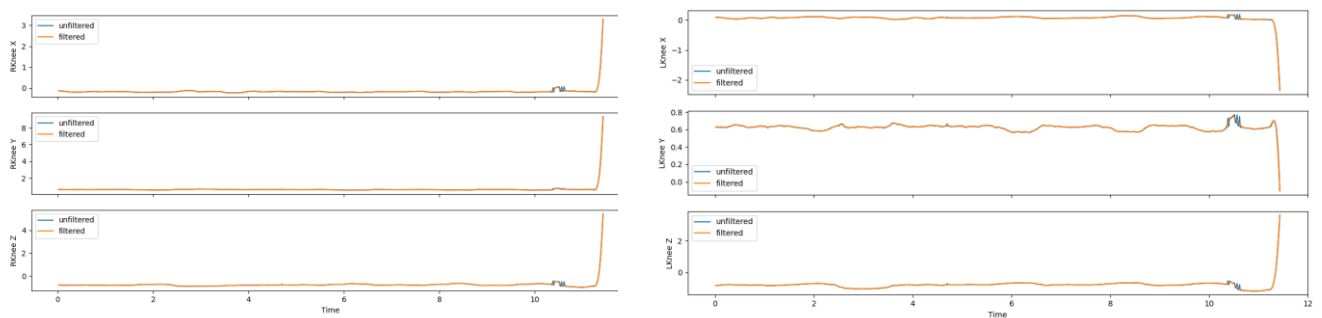 RKnee X
3
2
1
0
unfiltered
filtered
RKnee Y
8
6
4
2
unfiltered
filtered
RKnee Z
4
2
0
unfiltered
filtered
0 2 4 6 8 10
Time
LKnee X
0
−1
−2
unfiltered
filtered
LKnee Y
0.8
0.6
0.4
0.2
0.0
unfiltered
filtered
LKnee Z
2
0
unfiltered
filtered
0 2 4 6 8 10 12
Time